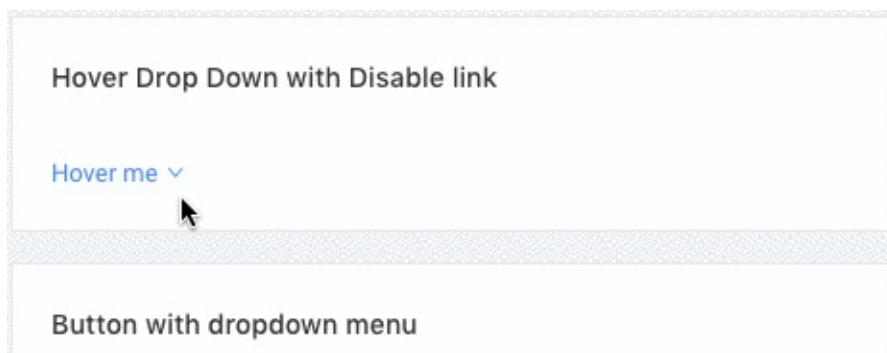 Hover Drop Down with Disable link
Hover me
Button with dropdown menu